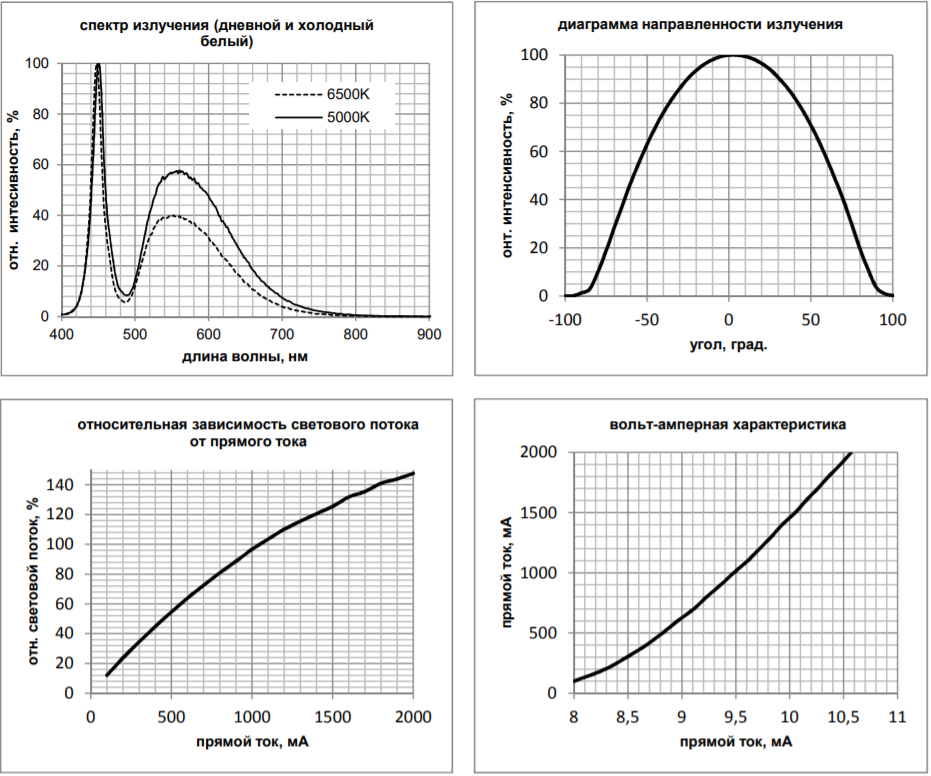 спектр излучения (дневной и холодный
белый)
отн. интесивность, %
100
80
60
40
20
0
6500K
5000K
400 500 600 700 800 900
длина волны, нм
диаграмма направленности излучения
онт. интенсивность, %
100
80
60
40
20
0
-100 -50 0 50 100
угол, град.
относительная зависимость светового потока
от прямого тока
отн. световой поток, %
140
120
100
80
60
40
20
0
0 500 1000 1500 2000
прямой ток, мА
вольт-амперная характеристика
прямой ток, мА
2000
1500
1000
500
0
8 8,5 9 9,5 10 10,5 11
прямой ток, мА